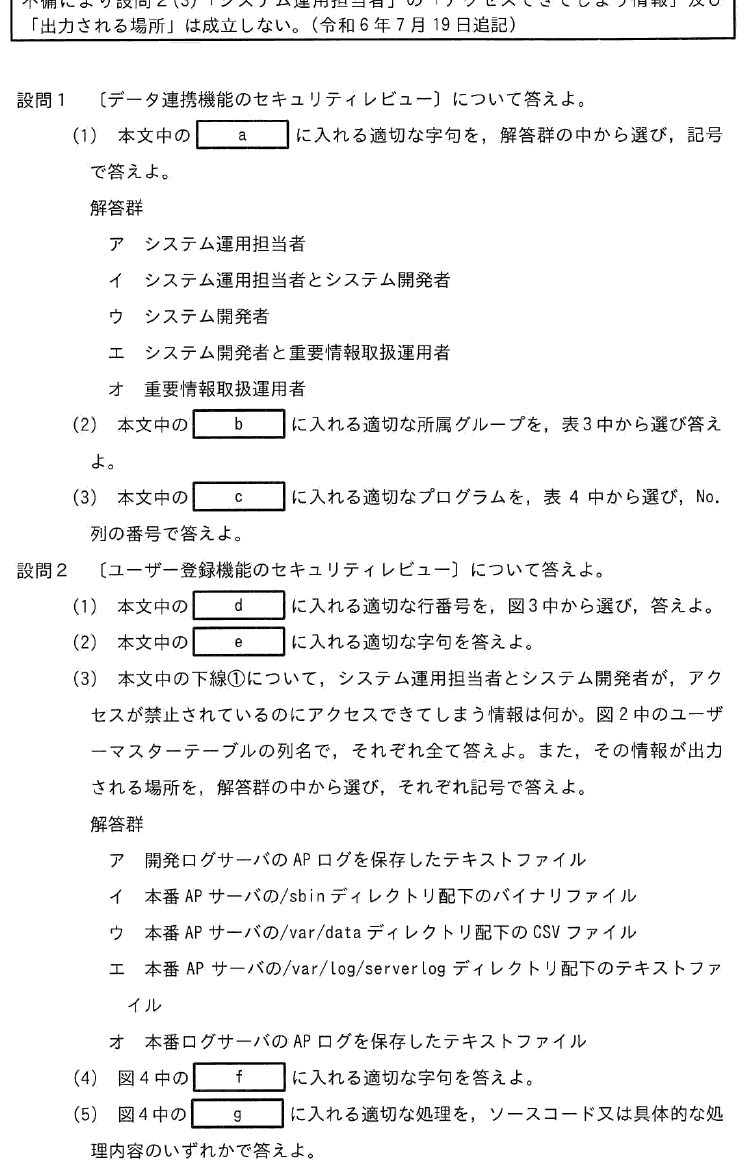 不備により設問2(3)「システム運用担当者」の「アクセスできてしまう情報」及び
「出力される場所」は成立しない。（令和6年7月19日追記）
設問1 〔データ連携機能のセキュリティレビュー〕について答えよ。
(1) 本文中の a に入れる適切な字句を，解答群の中から選び，記号
で答えよ。
解答群
ア システム運用担当者
イ システム運用担当者とシステム開発者
ウ システム開発者
エ システム開発者と重要情報取扱運用者
オ 重要情報取扱運用者
(2) 本文中の b に入れる適切な所属グループを，表3中から選び答え
よ。
(3) 本文中の c に入れる適切なプログラムを，表 4 中から選び，No.
列の番号で答えよ。
設問2 〔ユーザー登録機能のセキュリティレビュー〕について答えよ。
(1) 本文中の d に入れる適切な行番号を，図3中から選び，答えよ。
(2) 本文中の e に入れる適切な字句を答えよ。
(3) 本文中の下線①について，システム運用担当者とシステム開発者が，アク
セスが禁止されているのにアクセスできてしまう情報は何か。図2中のユーザ
ーマスターテーブルの列名で，それぞれ全て答えよ。また，その情報が出力
される場所を，解答群の中から選び，それぞれ記号で答えよ。
解答群
ア 開発ログサーバの AP ログを保存したテキストファイル
イ 本番 AP サーバの/sbin ディレクトリ配下のバイナリファイル
ウ 本番 AP サーバの/var/data ディレクトリ配下の CSV ファイル
エ 本番 AP サーバの/var/log/serverlog ディレクトリ配下のテキストファ
イル
オ 本番ログサーバの AP ログを保存したテキストファイル
(4) 図4中の f に入れる適切な字句を答えよ。
(5) 図4中の g に入れる適切な処理を，ソースコード又は具体的な処
理内容のいずれかで答えよ。